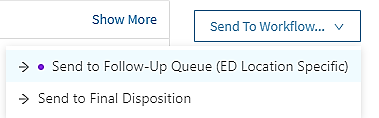 Show More
Send To Workflow...
Send to Follow-Up Queue (ED Location Specific)
Send to Final Disposition